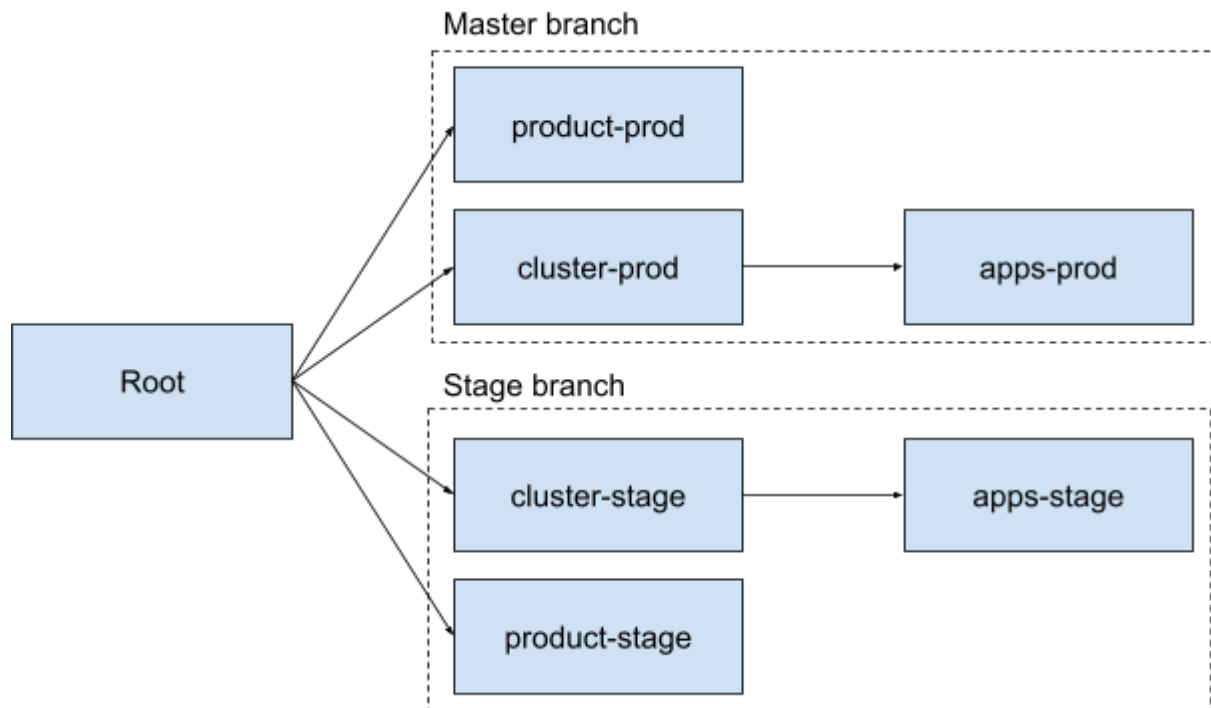 Master branch
product-prod
cluster-prod
apps-prod
Root
Stage branch
cluster-stage
apps-stage
product-stage